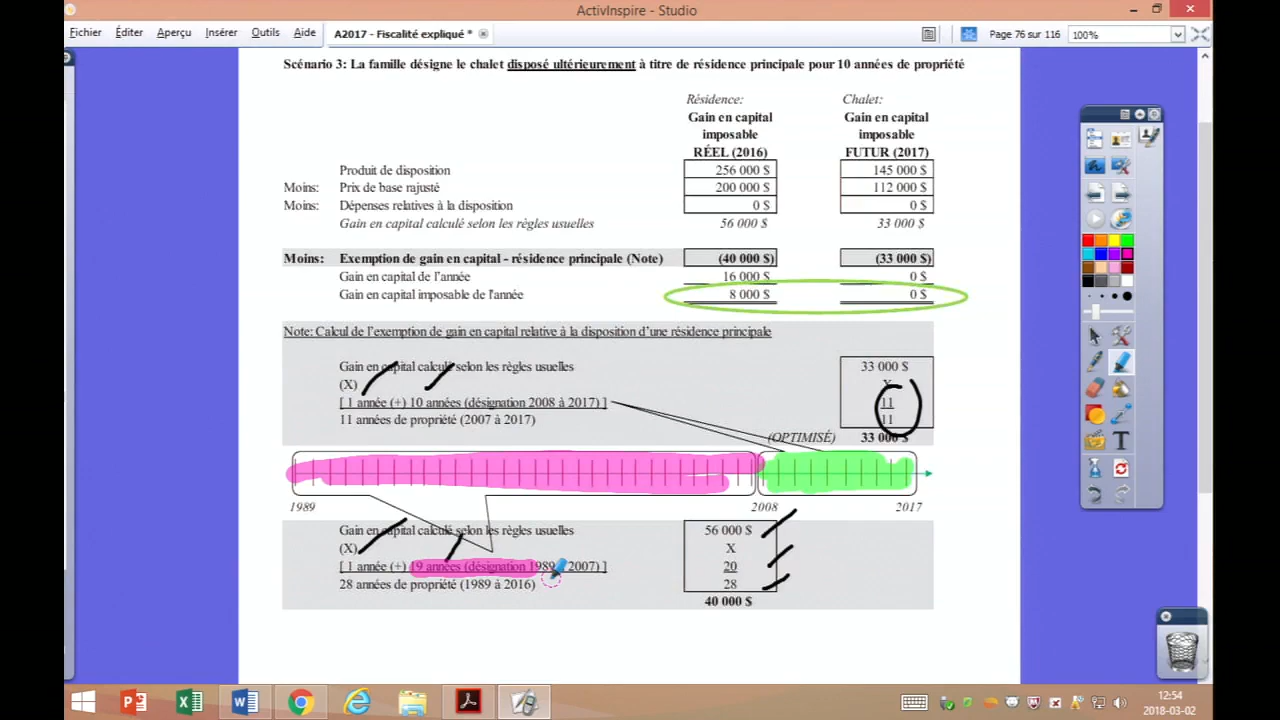 ActivInspire - Studio
Fichier Éditer Aperçu Insérer Outils Aide A2017 - Fiscalité expliqué * Page 76 sur 116 100%
Scénario 3: La famille désigne le chalet disposé ultérieurement à titre de résidence principale pour 10 années de propriété
Résidence: Chalet:
Gain en capital Gain en capital
imposable imposable
RÉEL (2016) FUTUR (2017)
Produit de disposition 256 000 $ 145 000 $
Moins: Prix de base rajusté 200 000 $ 112 000 $
Moins: Dépenses relatives à la disposition 0 $ 0 $
Gain en capital calculé selon les règles usuelles 56 000 $ 33 000 $
Moins: Exemption de gain en capital - résidence principale (Note) (40 000 $) (33 000 $)
Gain en capital de l'année 16 000 $ 0 $
Gain en capital imposable de l'année 8 000 $ 0 $
Note: Calcul de l'exemption de gain en capital relative à la disposition d'une résidence principale
Gain en capital calculé selon les règles usuelles 33 000 $
(X) X
[ 1 année (+) 10 années (désignation 2008 à 2017) ] 11
11 années de propriété (2007 à 2017) 11
(OPTIMISÉ) 33 000 $
1989 2008 2017
Gain en capital calculé selon les règles usuelles 56 000 $
(X) X
[ 1 année (+) 19 années (désignation 1989 2007) ] 20
28 années de propriété (1989 à 2016) 28
40 000 $
12:54
2018-03-02